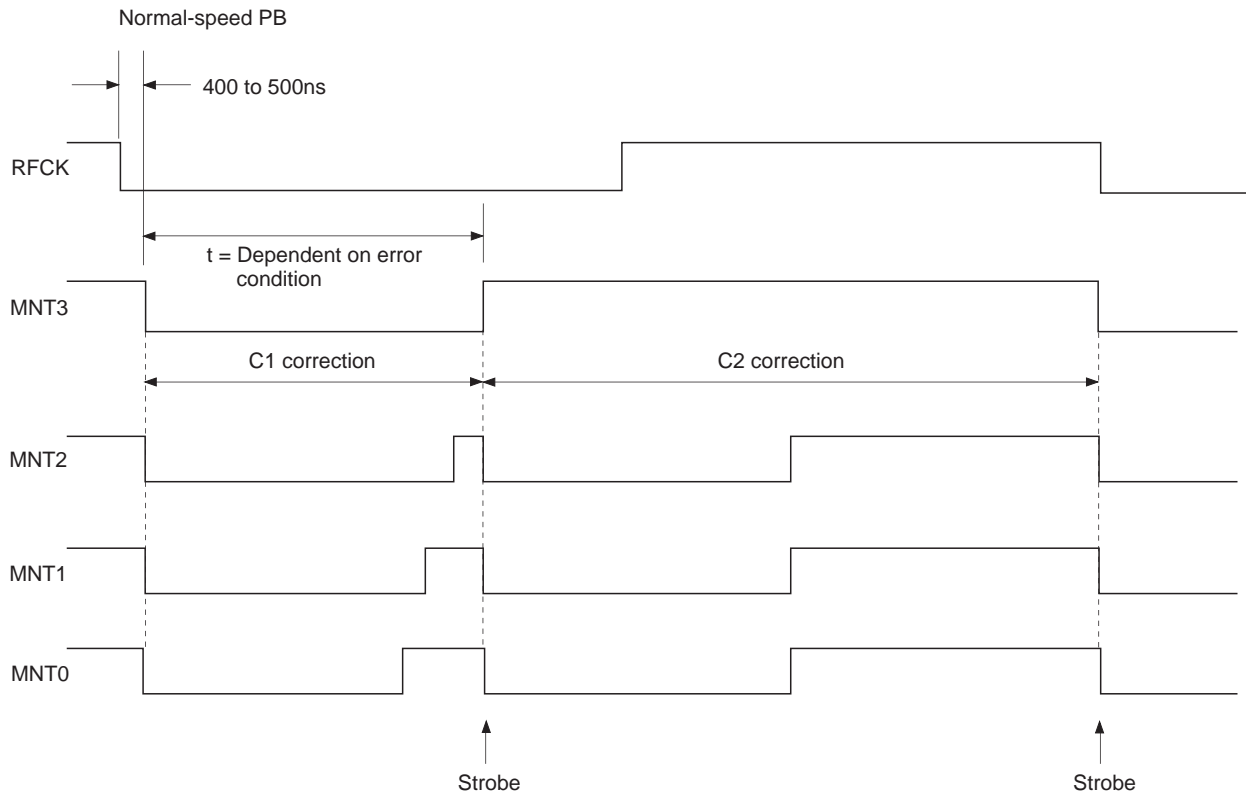 Normal-speed PB
400 to 500ns
RFCK
t = Dependent on error
condition
MNT3
C1 correction
C2 correction
MNT2
MNT1
MNT0
Strobe
Strobe